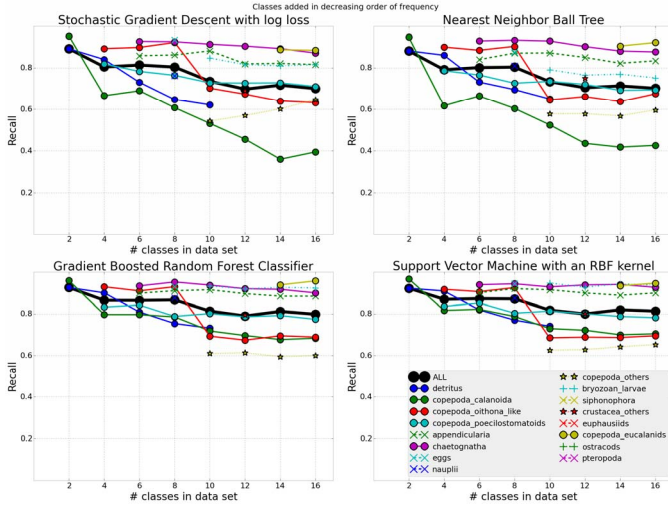 Classes added in decreasing order of frequency
Stochastic Gradient Descent with log loss
Recall
0.8
0.6
0.4
0.2
2 4 6 8 10 12 14 16
# classes in data set
Nearest Neighbor Ball Tree
Recall
0.8
0.6
0.4
0.2
2 4 6 8 10 12 14 16
# classes in data set
Gradient Boosted Random Forest Classifier
Recall
0.8
0.6
0.4
0.2
2 4 6 8 10 12 14 16
# classes in data set
Support Vector Machine with an RBF kernel
Recall
0.8
0.6
0.4
0.2
ALL
detritus
copepoda_calanoida
copepoda_oithona_like
copepoda_poecilostomatoids
appendicularia
chaetognatha
eggs
nauplii
copepoda_others
bryozoan_larvae
siphonophora
crustacea_others
euphausiids
copepoda_eucalanids
ostracods
pteropoda
2 4 6 8 10 12 14 16
# classes in data set